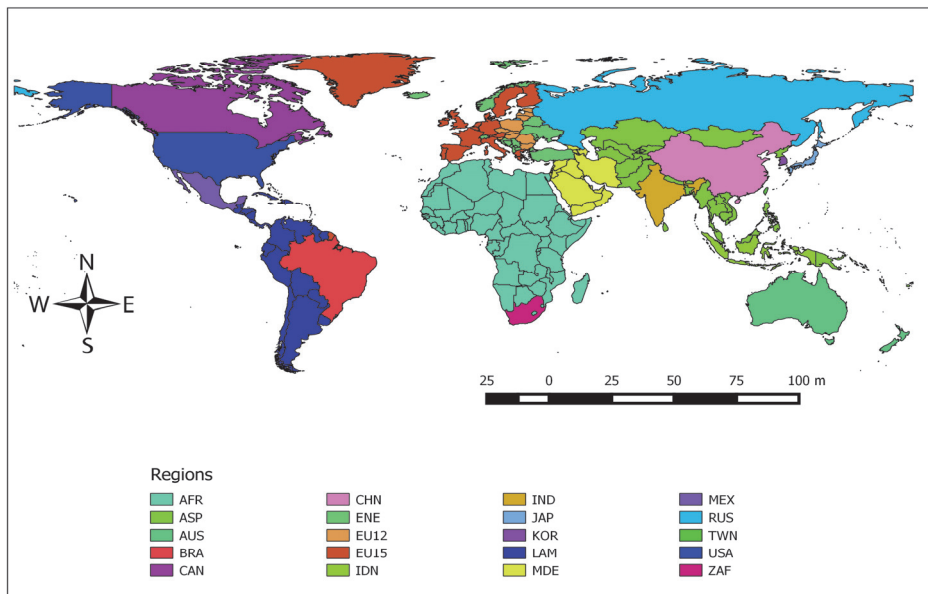 N
W E
S
25 0 25 50 75 100 m
Regions
AFR
ASP
AUS
BRA
CAN
CHN
ENE
EU12
EU15
IDN
IND
JAP
KOR
LAM
MDE
MEX
RUS
TWN
USA
ZAF